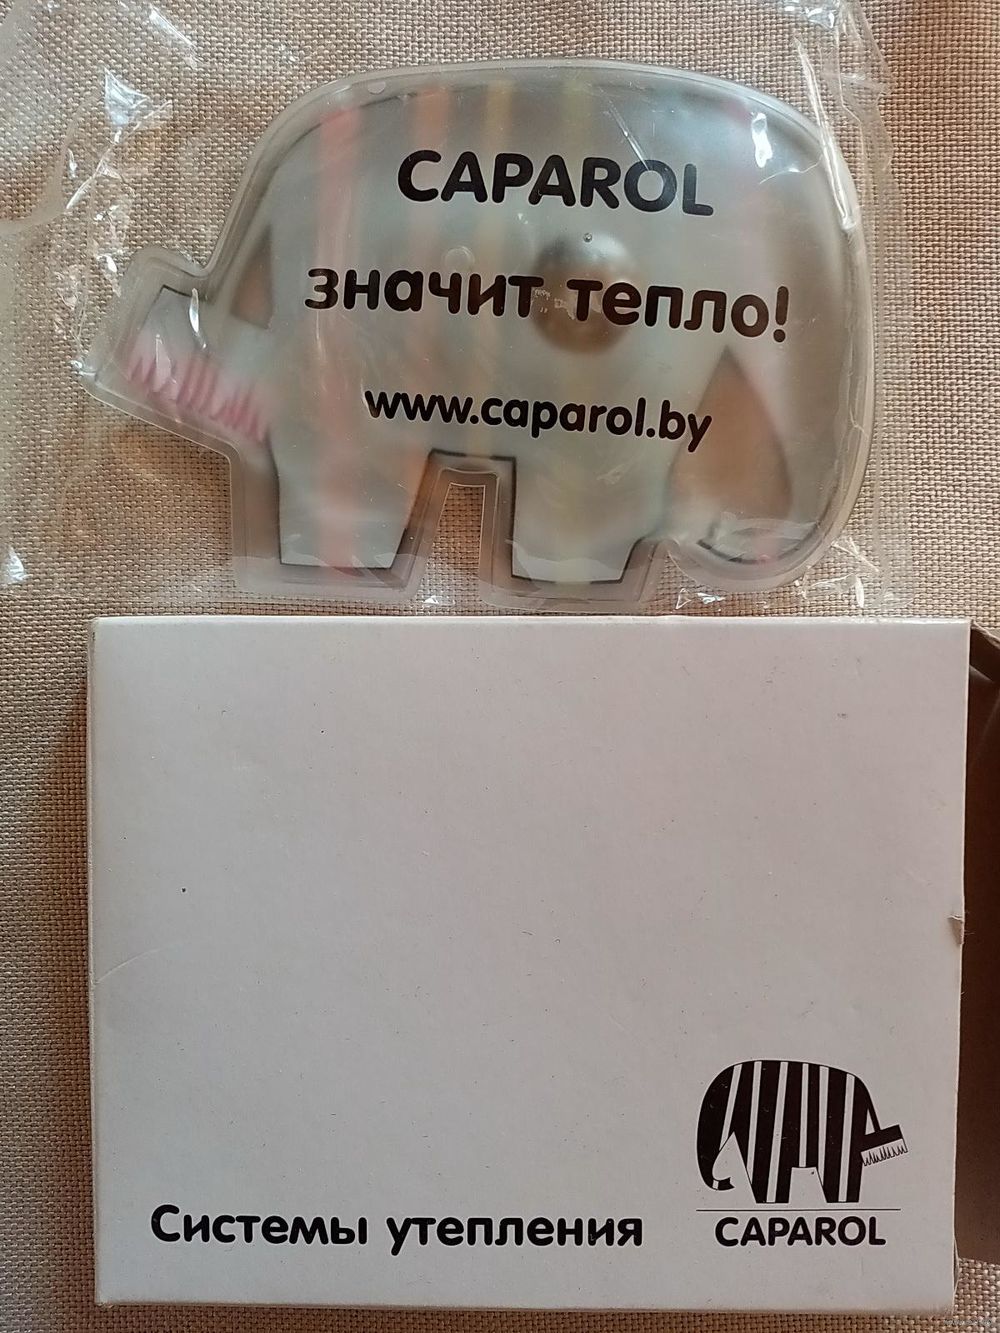 CAPAROL
значит тепло!
www.caparol.by
Системы утепления
CAPAROL